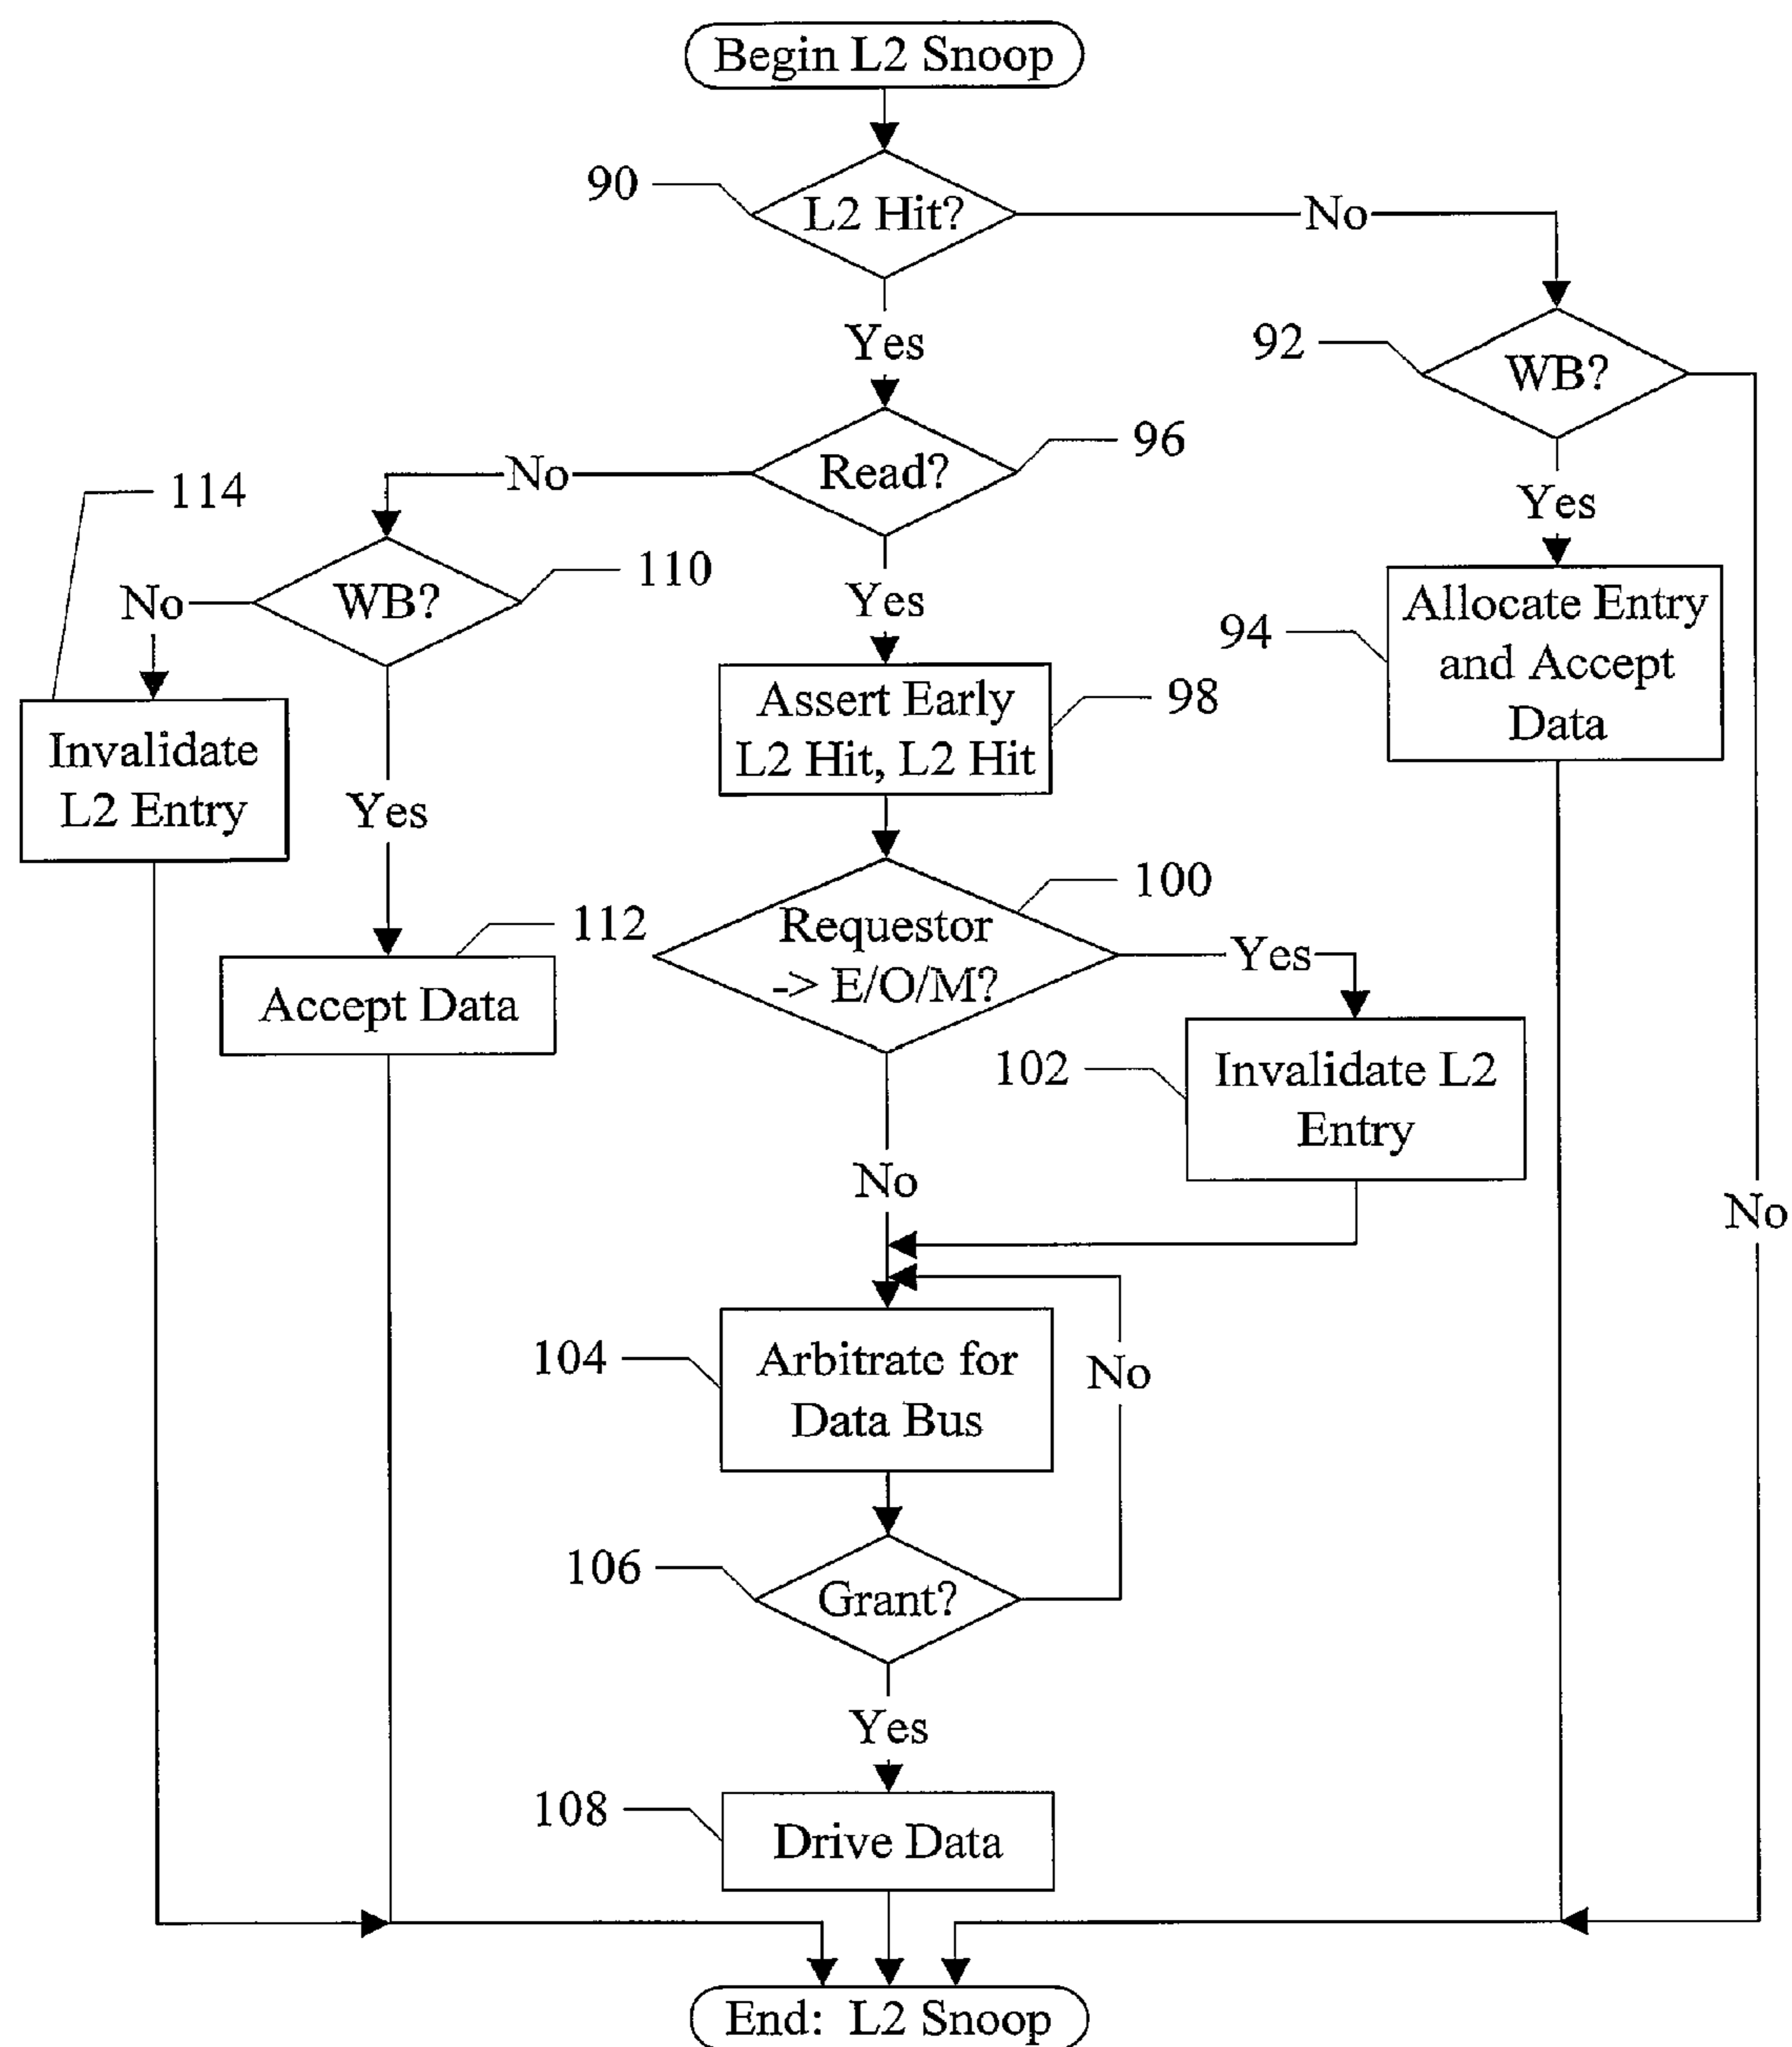 Begin L2 Snoop
90
L2 Hit?
No
Yes
92
WB?
96
Read?
No
114
Yes
110
WB?
No
Yes
94
Allocate Entry
and Accept
Data
98
Assert Early
L2 Hit, L2 Hit
Invalidate
L2 Entry
Yes
100
Requestor
-> E/O/M?
Yes
112
Accept Data
102
Invalidate L2
Entry
No
No
104
Arbitrate for
Data Bus
No
106
Grant?
Yes
108
Drive Data
End: L2 Snoop